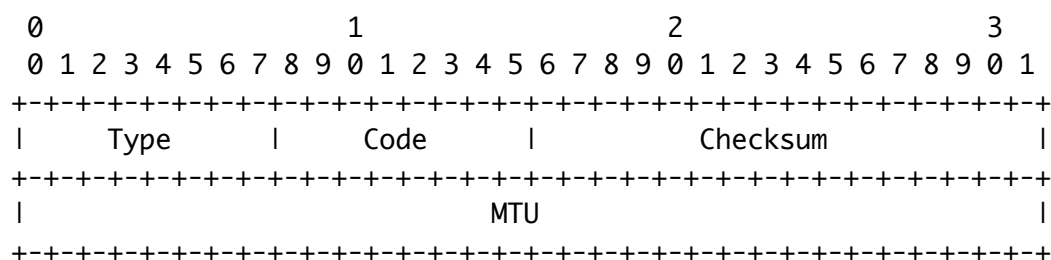 0                   1                   2                   3
0 1 2 3 4 5 6 7 8 9 0 1 2 3 4 5 6 7 8 9 0 1 2 3 4 5 6 7 8 9 0 1
+-+-+-+-+-+-+-+-+-+-+-+-+-+-+-+-+-+-+-+-+-+-+-+-+-+-+-+-+-+-+-+-+
|     Type      |     Code      |          Checksum             |
+-+-+-+-+-+-+-+-+-+-+-+-+-+-+-+-+-+-+-+-+-+-+-+-+-+-+-+-+-+-+-+-+
|                             MTU                               |
+-+-+-+-+-+-+-+-+-+-+-+-+-+-+-+-+-+-+-+-+-+-+-+-+-+-+-+-+-+-+-+-+